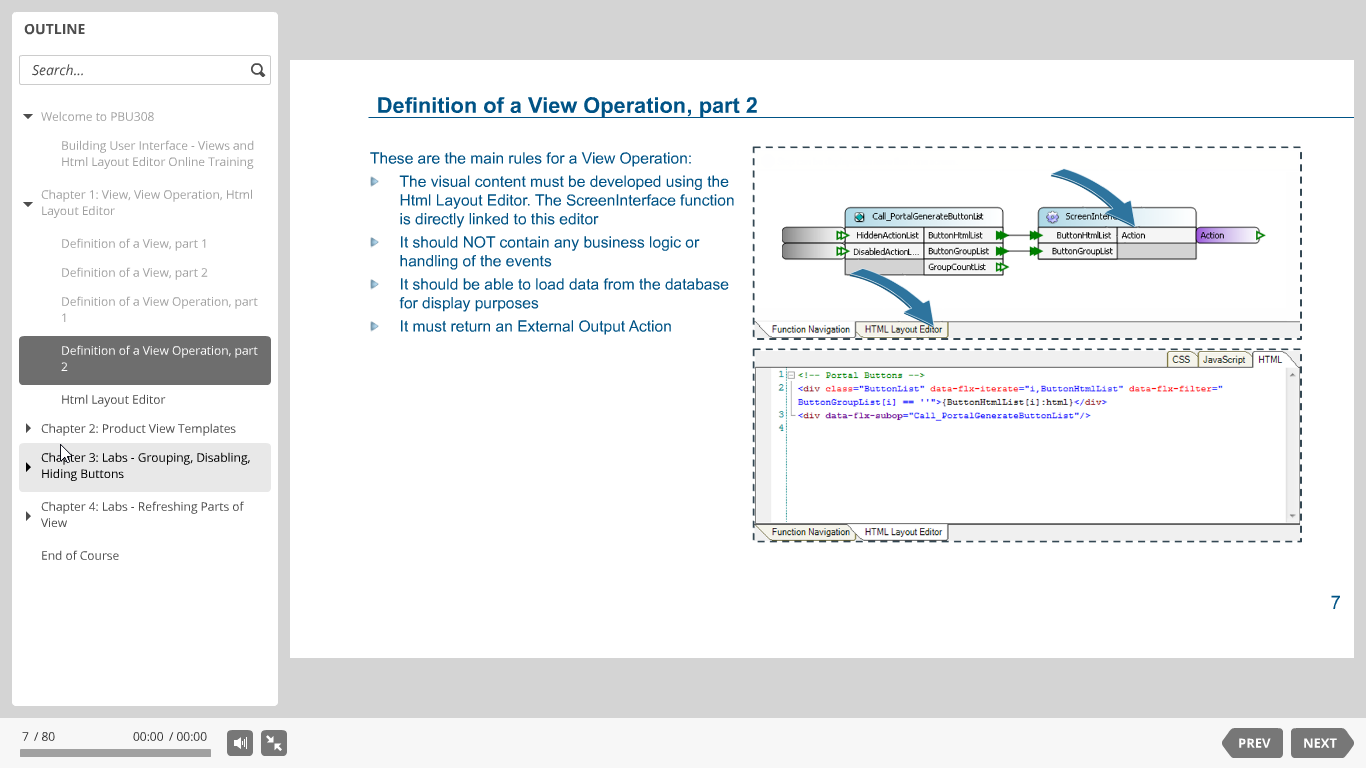 OUTLINE
Search...
Welcome to PBU308
Building User Interface - Views and
Html Layout Editor Online Training
Chapter 1: View, View Operation, Html
Layout Editor
Definition of a View, part 1
Definition of a View, part 2
Definition of a View Operation, part
1
Definition of a View Operation, part
2
Html Layout Editor
Chapter 2: Product View Templates
Chapter 3: Labs - Grouping, Disabling,
Hiding Buttons
Chapter 4: Labs - Refreshing Parts of
View
End of Course
Definition of a View Operation, part 2
These are the main rules for a View Operation:
The visual content must be developed using the
Html Layout Editor. The ScreenInterface function
is directly linked to this editor
It should NOT contain any business logic or
handling of the events
It should be able to load data from the database
for display purposes
It must return an External Output Action
Call_PortalGenerateButtonList
HiddenActionList ButtonHtmlList
DisabledActionL... ButtonGroupList
GroupCountList
ScreenInter
ButtonHtmlList Action
ButtonGroupList
Action
Function Navigation HTML Layout Editor
CSS JavaScript HTML
1 <!-- Portal Buttons -->
2 <div class="ButtonList" data-flx-iterate="i,ButtonHtmlList" data-flx-filter="
ButtonGroupList[i] == ''">{ButtonHtmlList[i]:html}</div>
3 <div data-flx-subop="Call_PortalGenerateButtonList"/>
4
Function Navigation HTML Layout Editor
7
7 / 80 00:00 / 00:00
PREV NEXT